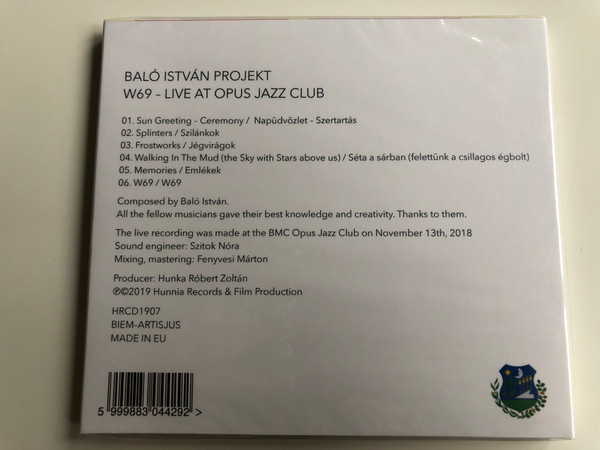 BALÓ ISTVÁN PROJEKT
W69 – LIVE AT OPUS JAZZ CLUB
01. Sun Greeting – Ceremony / Napüdvözlet – Szertartás
02. Splinters / Szilánkok
03. Frostworks / Jégvirágok
04. Walking In The Mud (the Sky with Stars above us) / Séta a sárban (felettünk a csillagos égbolt)
05. Memories / Emlékek
06. W69 / W69
Composed by Baló István.
All the fellow musicians gave their best knowledge and creativity. Thanks to them.
The live recording was made at the BMC Opus Jazz Club on November 13th, 2018
Sound engineer: Szitok Nóra
Mixing, mastering: Fenyvesi Márton
Producer: Hunka Róbert Zoltán
℗©2019 Hunnia Records & Film Production
HRCD1907
BIEM-ARTISJUS
MADE IN EU
5 999883 044292 >